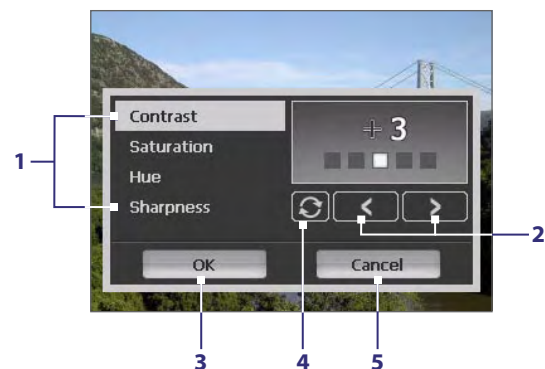 Contrast
+ 3
Saturation
Hue
1
Sharpness
< >
2
OK Cancel
3 4 5